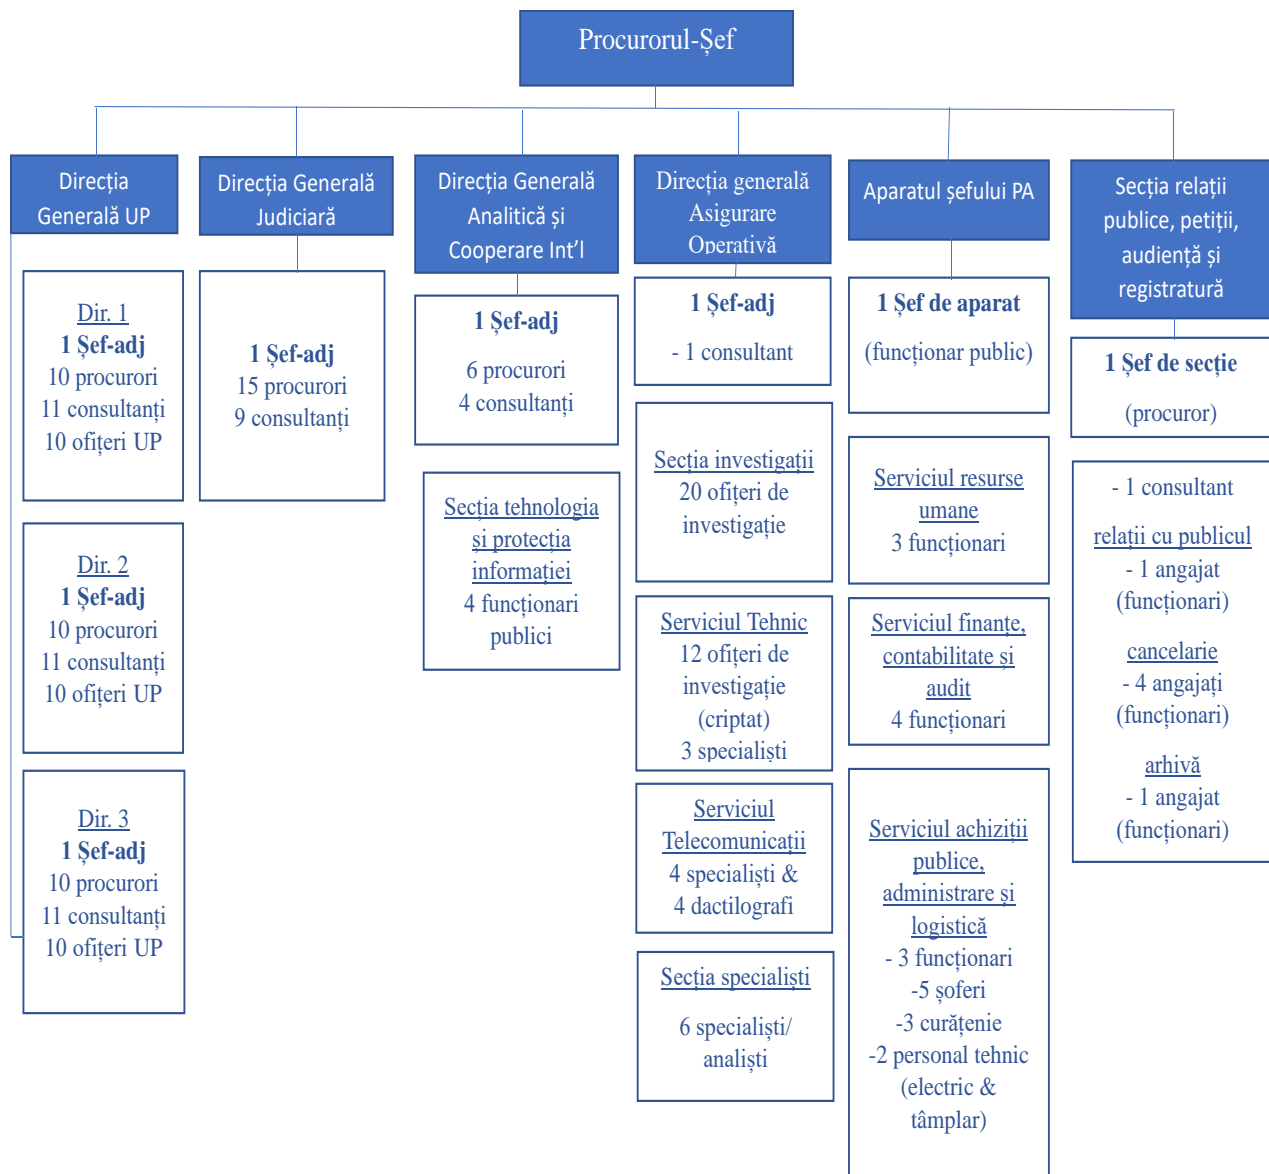 Procurorul-Șef
Direcția
Generală UP
Dir. 1
1 Șef-adj
10 procurori
11 consultanți
10 ofițeri UP
Dir. 2
1 Șef-adj
10 procurori
11 consultanți
10 ofițeri UP
Dir. 3
1 Șef-adj
10 procurori
11 consultanți
10 ofițeri UP
Direcția Generală
Judiciară
1 Șef-adj
15 procurori
9 consultanți
Direcția Generală
Analitică și
Cooperare Int’l
1 Șef-adj
6 procurori
4 consultanți
Secția tehnologia
și protecția
informației
4 funcționari
publici
Direcția generală
Asigurare
Operativă
1 Șef-adj
- 1 consultant
Secția investigații
20 ofițeri de
investigație
Serviciul Tehnic
12 ofițeri de
investigație
(criptat)
3 specialiști
Serviciul
Telecomunicații
4 specialiști &
4 dactilografi
Secția specialiști
6 specialiști/
analiști
Aparatul șefului PA
1 Șef de aparat
(funcționar public)
Serviciul resurse
umane
3 funcționari
Serviciul finanțe,
contabilitate și
audit
4 funcționari
Serviciul achiziții
publice,
administrare și
logistică
- 3 funcționari
-5 șoferi
-3 curățenie
-2 personal tehnic
(electric &
tâmplar)
Secția relații
publice, petiții,
audiență și
registratură
1 Șef de secție
(procuror)
- 1 consultant
relații cu publicul
- 1 angajat
(funcționari)
cancelarie
- 4 angajați
(funcționari)
arhivă
- 1 angajat
(funcționari)